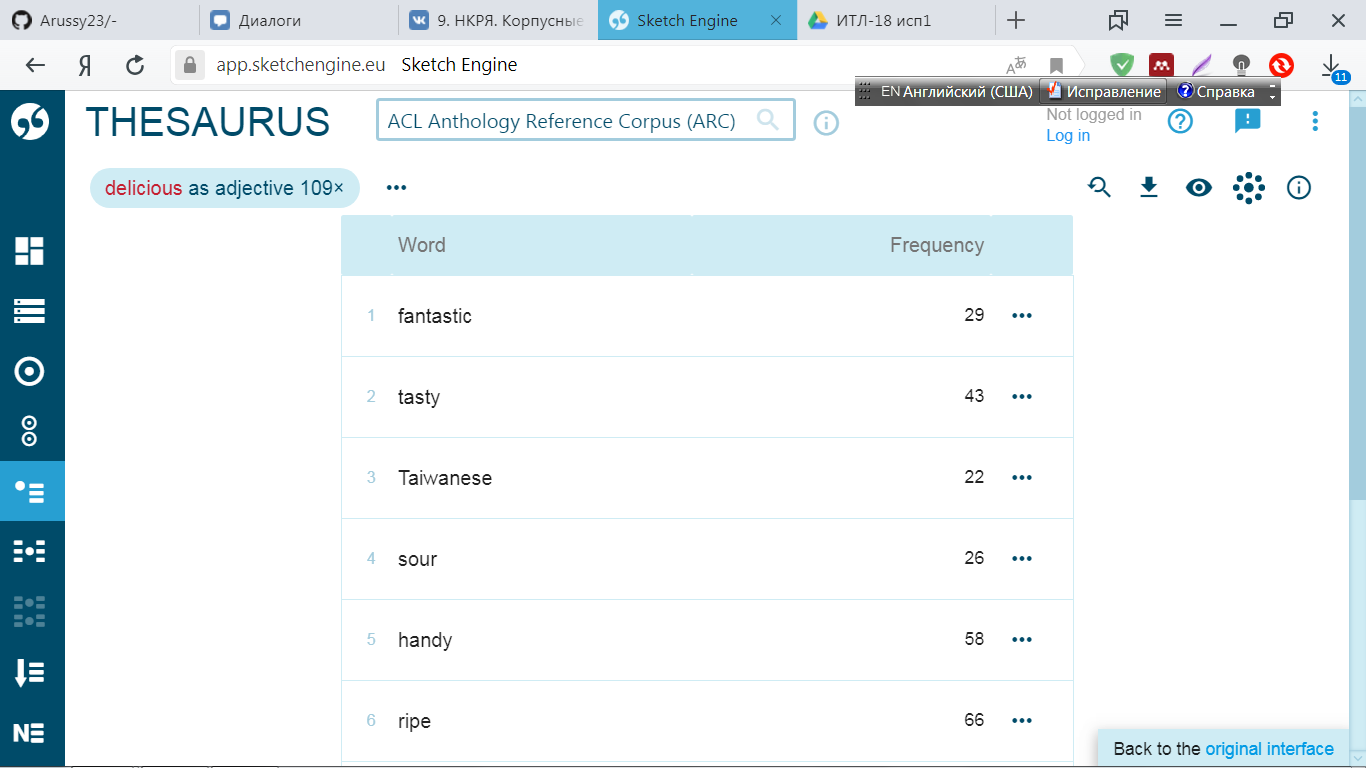 Arussy23/-
Диалоги
9. НКРЯ. Корпусные
Sketch Engine
ИТЛ-18 исп1
Я
app.sketchengine.eu Sketch Engine
11
EN Английский (США) Исправление Справка
THESAURUS
ACL Anthology Reference Corpus (ARC)
Not logged in
Log in
delicious as adjective 109×
Word Frequency
1 fantastic 29
2 tasty 43
3 Taiwanese 22
4 sour 26
5 handy 58
6 ripe 66
Back to the original interface